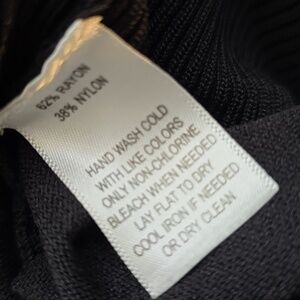 62% RAYON
38% NYLON
HAND WASH COLD
WITH LIKE COLORS
ONLY NON-CHLORINE
BLEACH WHEN NEEDED
LAY FLAT TO DRY
COOL IRON IF NEEDED
OR DRY CLEAN